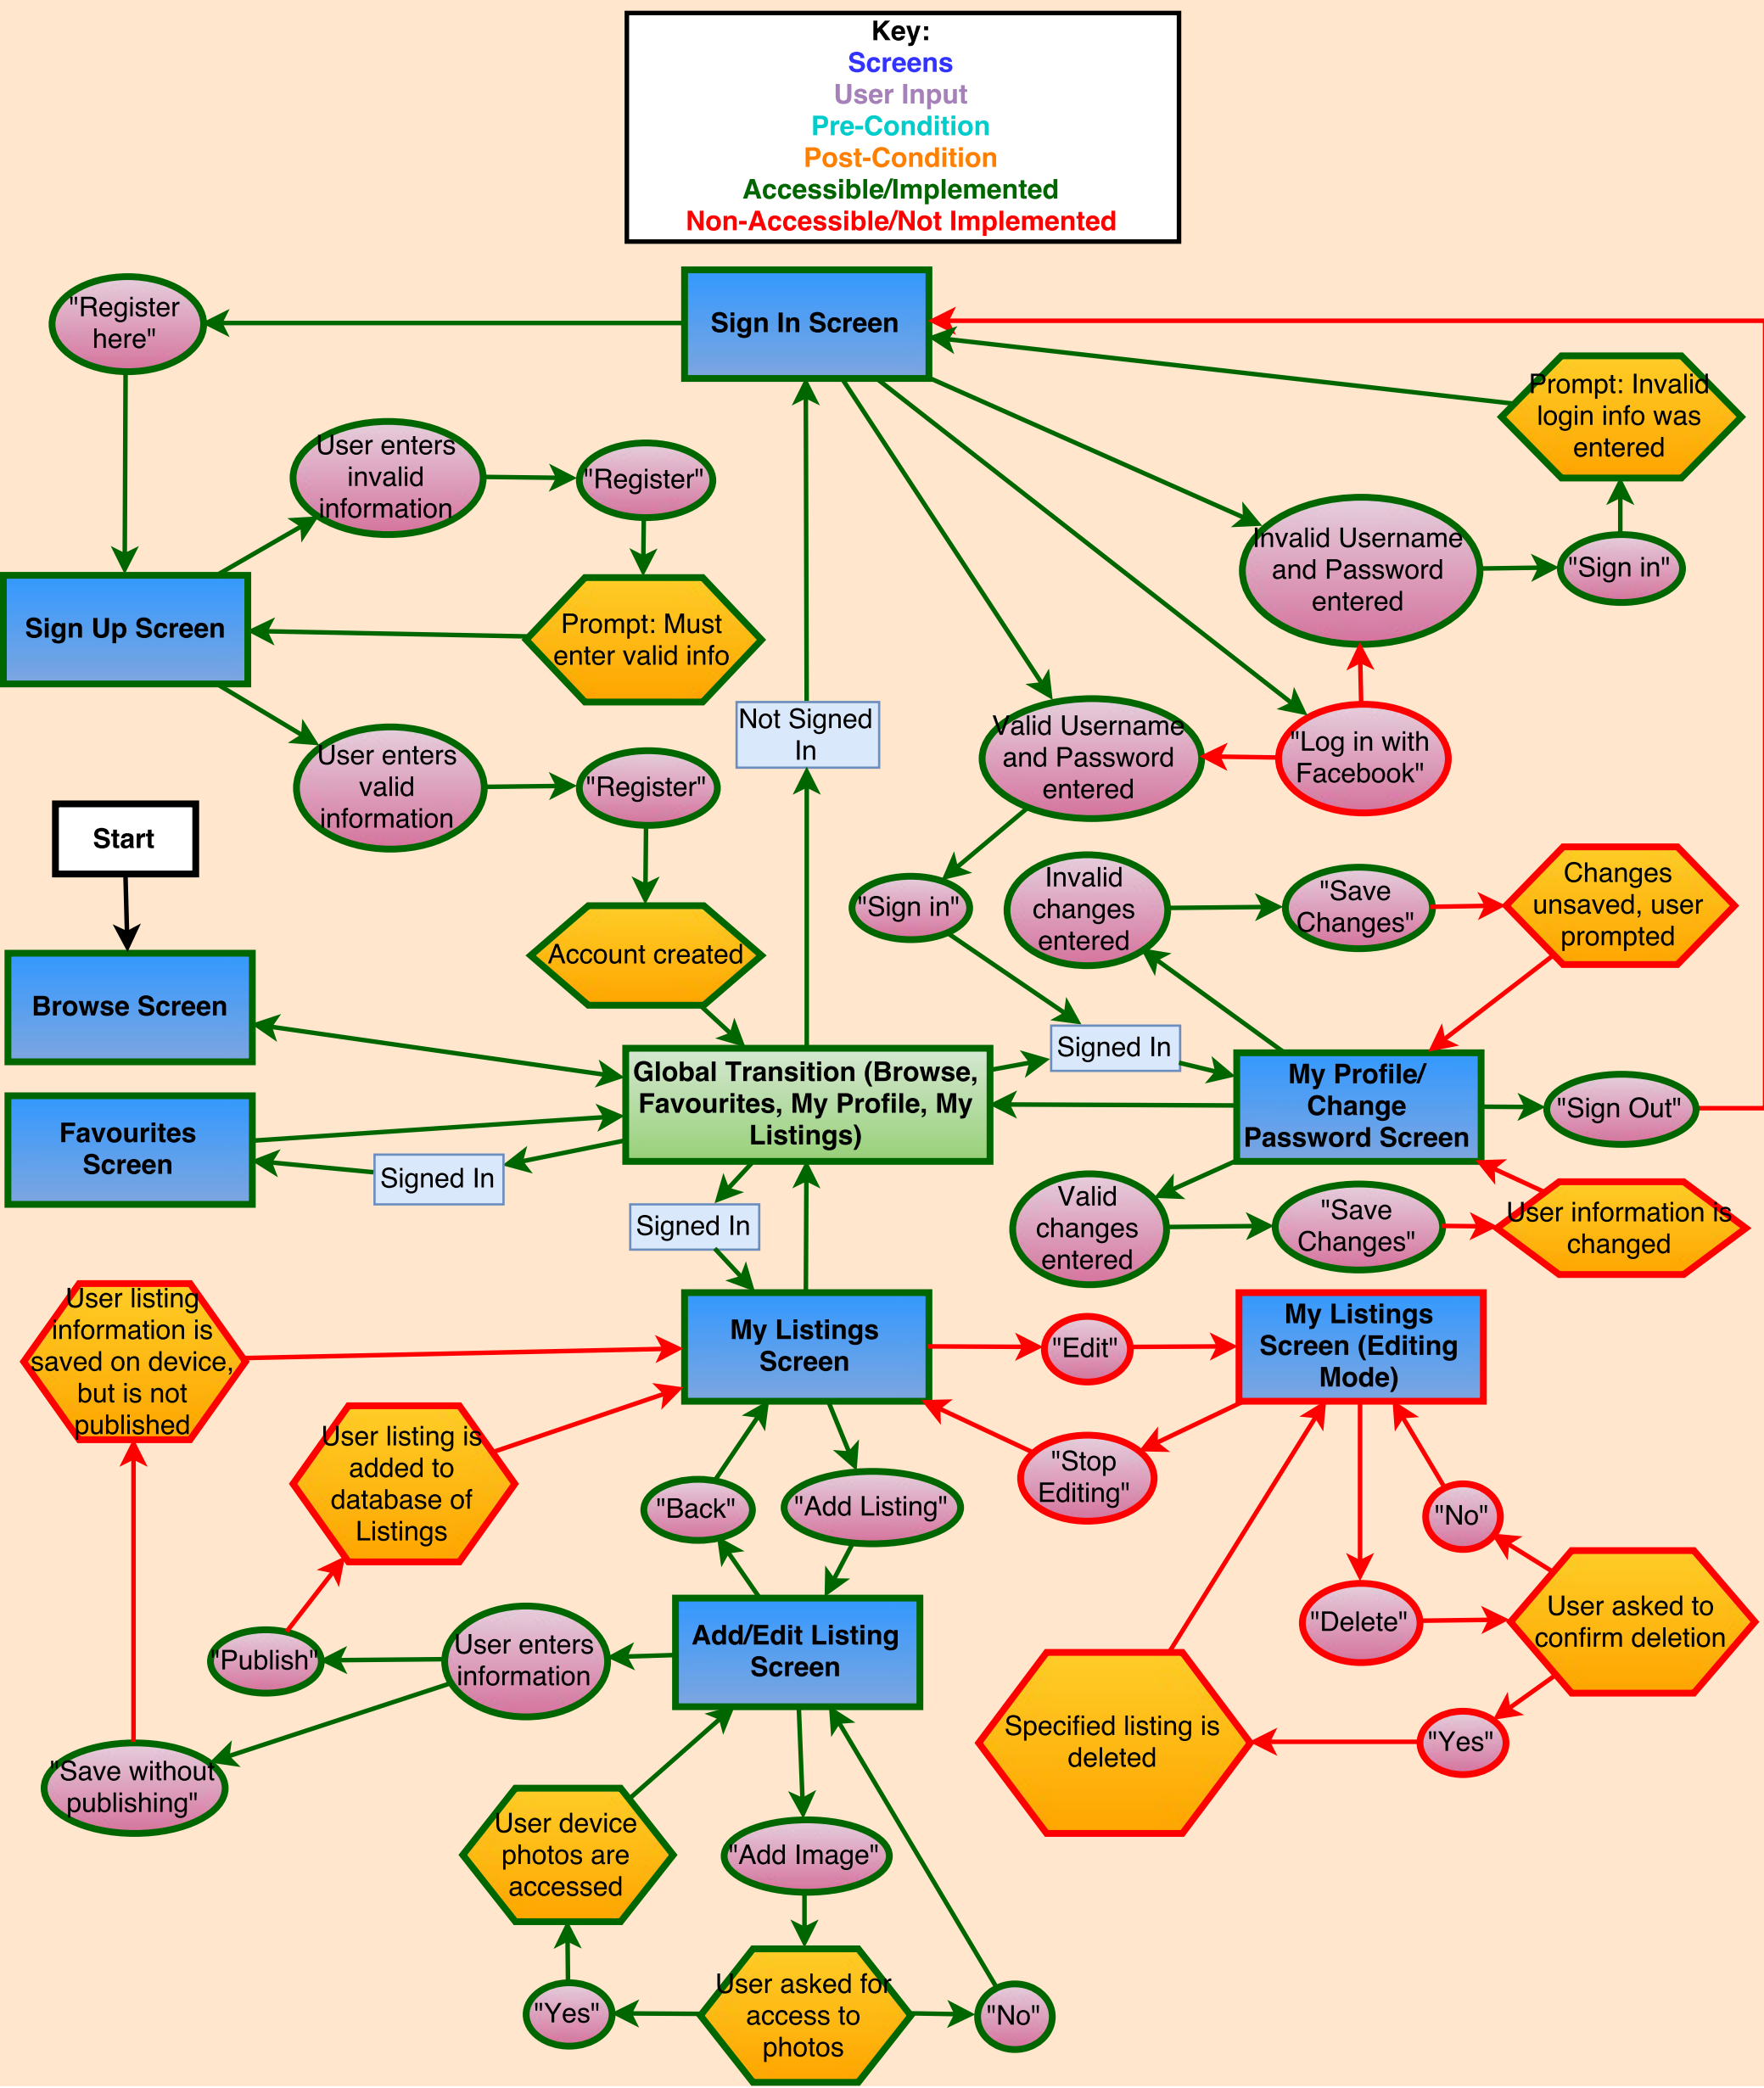 Key:
Screens
User Input
Pre-Condition
Post-Condition
Accessible/Implemented
Non-Accessible/Not Implemented
"Register
here"
Sign In Screen
Prompt: Invalid
login info was
entered
User enters
invalid
information
"Register"
Invalid Username
and Password
entered
"Sign in"
Sign Up Screen
Prompt: Must
enter valid info
Not Signed
In
Valid Username
and Password
entered
"Log in with
Facebook"
User enters
valid
information
"Register"
Start
"Sign in"
Invalid
changes
entered
"Save
Changes"
Changes
unsaved, user
prompted
Account created
Browse Screen
Signed In
Global Transition (Browse,
Favourites, My Profile, My
Listings)
My Profile/
Change
Password Screen
"Sign Out"
Favourites
Screen
Signed In
Signed In
Valid
changes
entered
"Save
Changes"
User information is
changed
User listing
information is
saved on device,
but is not
published
My Listings
Screen
"Edit"
My Listings
Screen (Editing
Mode)
User listing is
added to
database of
Listings
"Back"
"Add Listing"
"Stop
Editing"
"No"
"Publish"
User enters
information
Add/Edit Listing
Screen
"Delete"
User asked to
confirm deletion
Specified listing is
deleted
"Yes"
"Save without
publishing"
User device
photos are
accessed
"Add Image"
"Yes"
User asked for
access to
photos
"No"